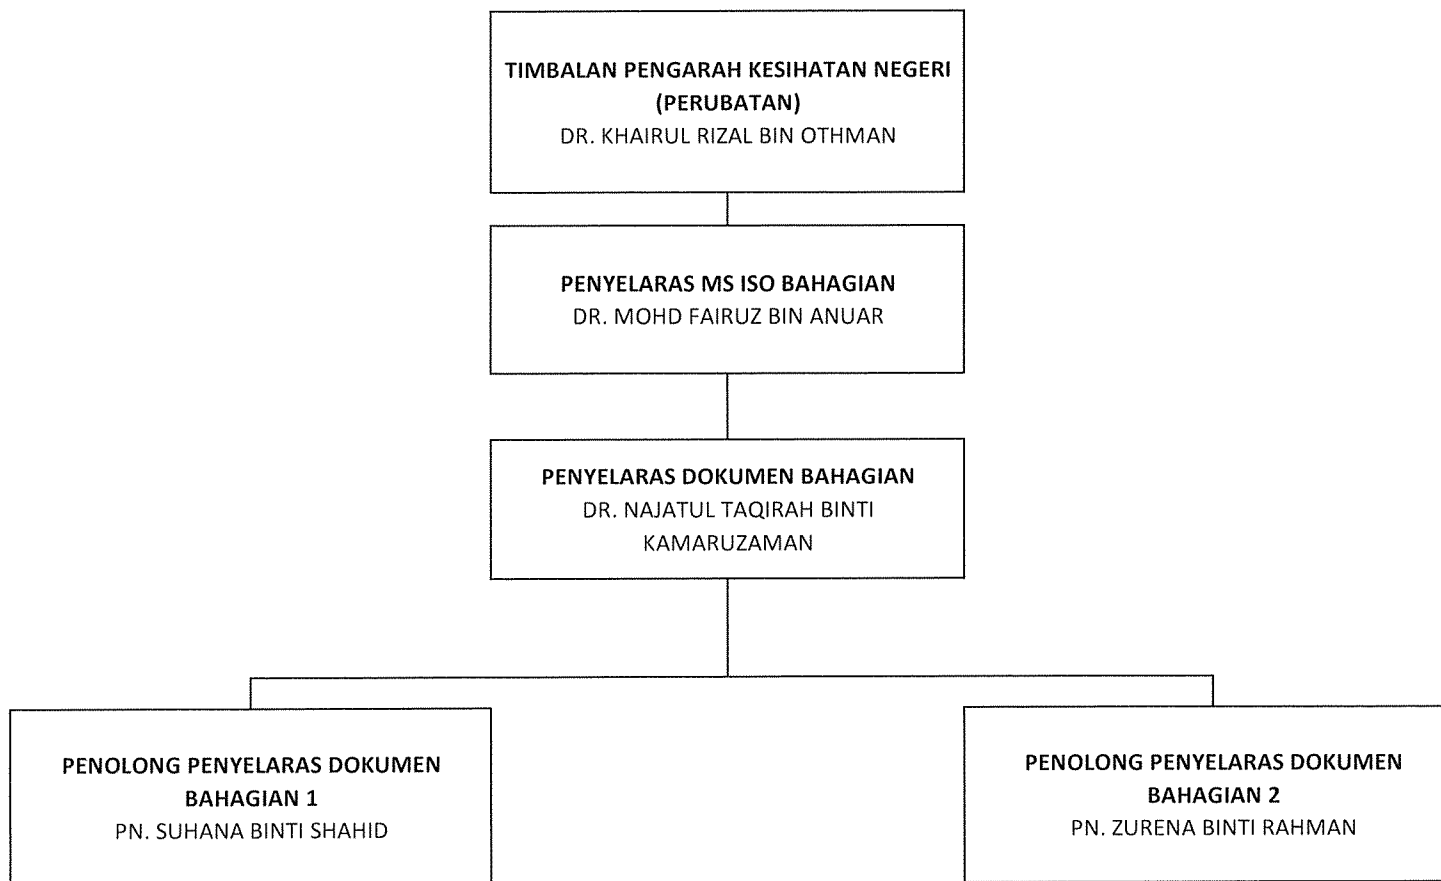 TIMBALAN PENGARAH KESIHATAN NEGERI
(PERUBATAN)
DR. KHAIRUL RIZAL BIN OTHMAN
PENYELARAS MS ISO BAHAGIAN
DR. MOHD FAIRUZ BIN ANUAR
PENYELARAS DOKUMEN BAHAGIAN
DR. NAJATUL TAQIRAH BINTI
KAMARUZAMAN
PENOLONG PENYELARAS DOKUMEN
BAHAGIAN 1
PN. SUHANA BINTI SHAHID
PENOLONG PENYELARAS DOKUMEN
BAHAGIAN 2
PN. ZURENA BINTI RAHMAN